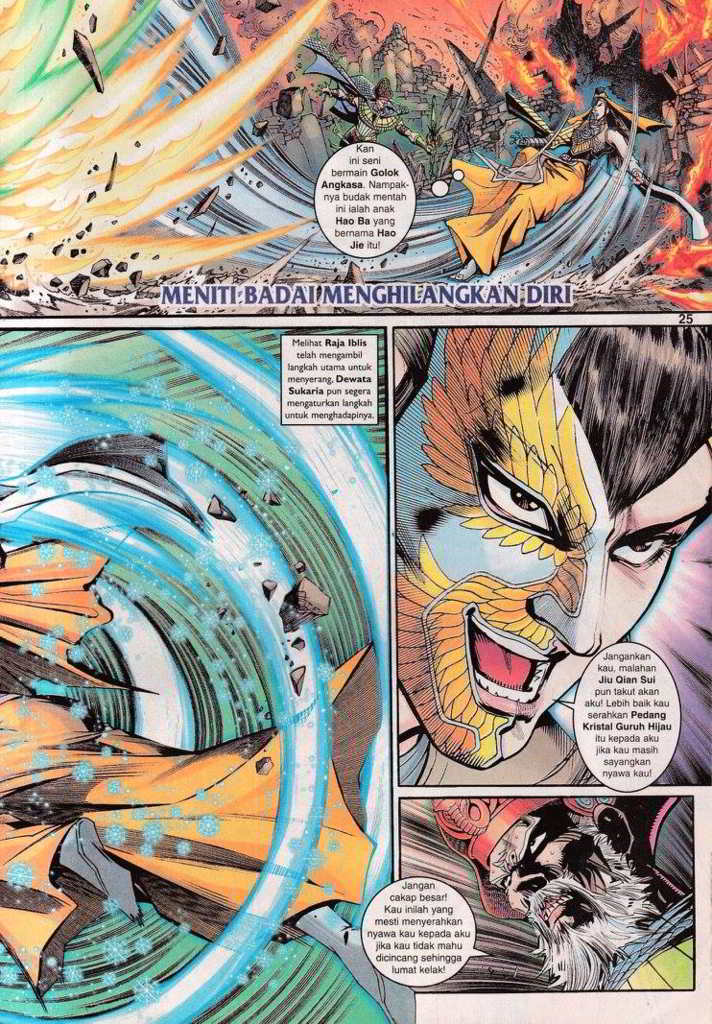 Kan
ini seni
bermain Golok
Angkasa. Nampak-
nya budak mentah
ini ialah anak
Hao Ba yang
bernama Hao
Jie itu!
MENITI BADAI MENGHILANGKAN DIRI
25
Melihat Raja Iblis
telah mengambil
langkah utama untuk
menyerang, Dewata
Sukaria pun segera
mengaturkan langkah
untuk menghadapinya.
Jangankan
kau, malahan
Jiu Qian Sui
pun takut akan
aku! Lebih baik kau
serahkan Pedang
Kristal Guruh Hijau
itu kepada aku
jika kau masih
sayangkan
nyawa kau!
Jangan
cakap besar!
Kau inilah yang
mesti menyerahkan
nyawa kau kepada aku
jika kau tidak mahu
dicincang sehingga
lumat kelak!